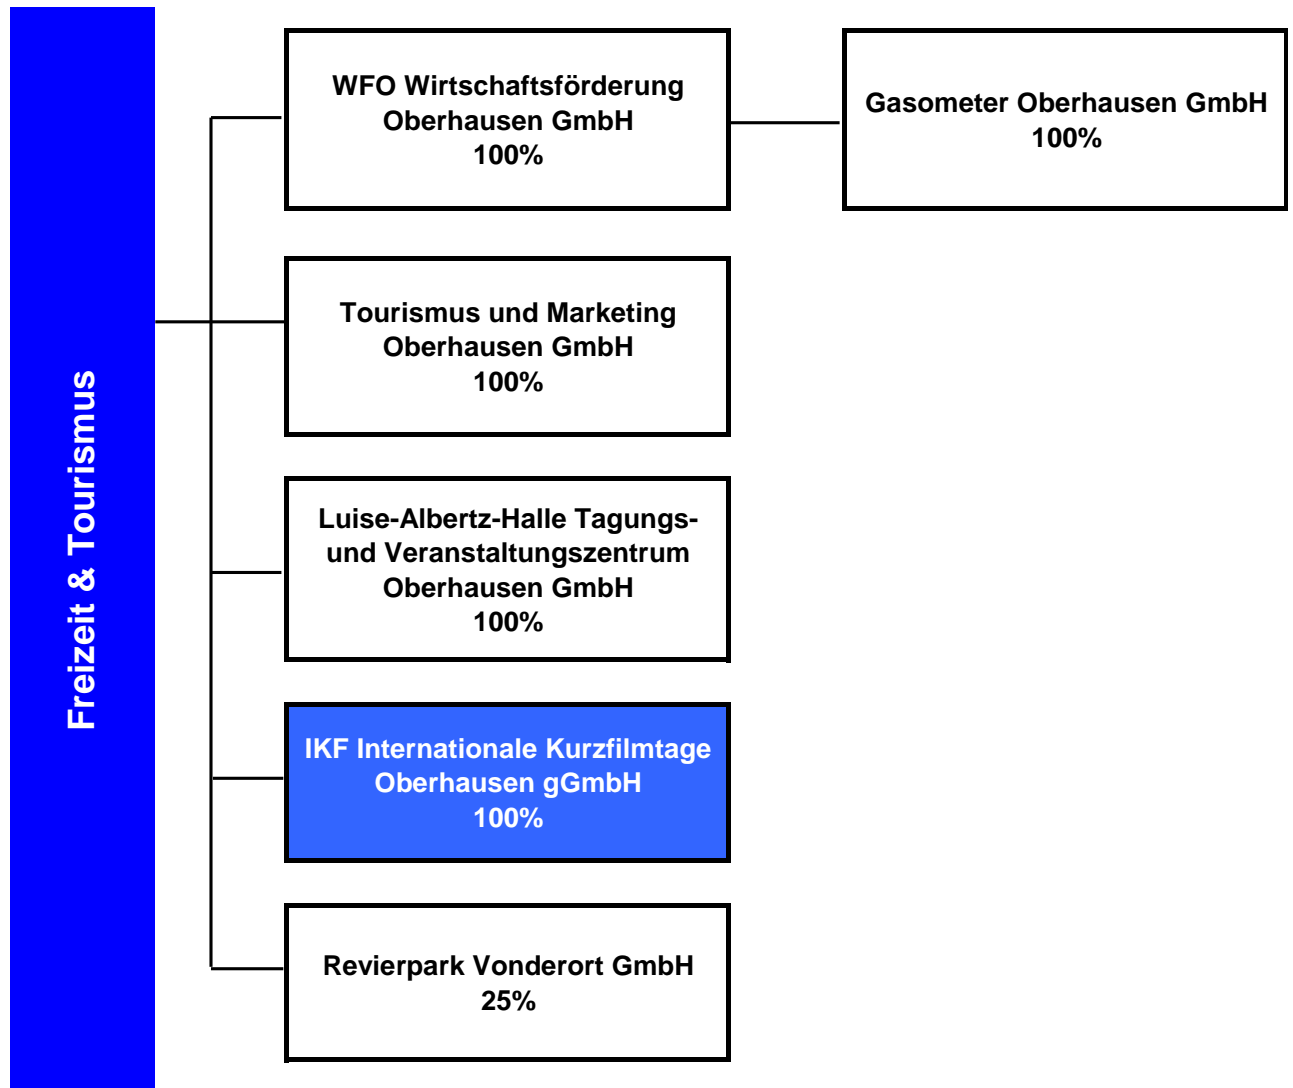 Freizeit & Tourismus
WFO Wirtschaftsförderung
Oberhausen GmbH
100%
Gasometer Oberhausen GmbH
100%
Tourismus und Marketing
Oberhausen GmbH
100%
Luise-Albertz-Halle Tagungs-
und Veranstaltungszentrum
Oberhausen GmbH
100%
IKF Internationale Kurzfilmtage
Oberhausen gGmbH
100%
Revierpark Vonderort GmbH
25%